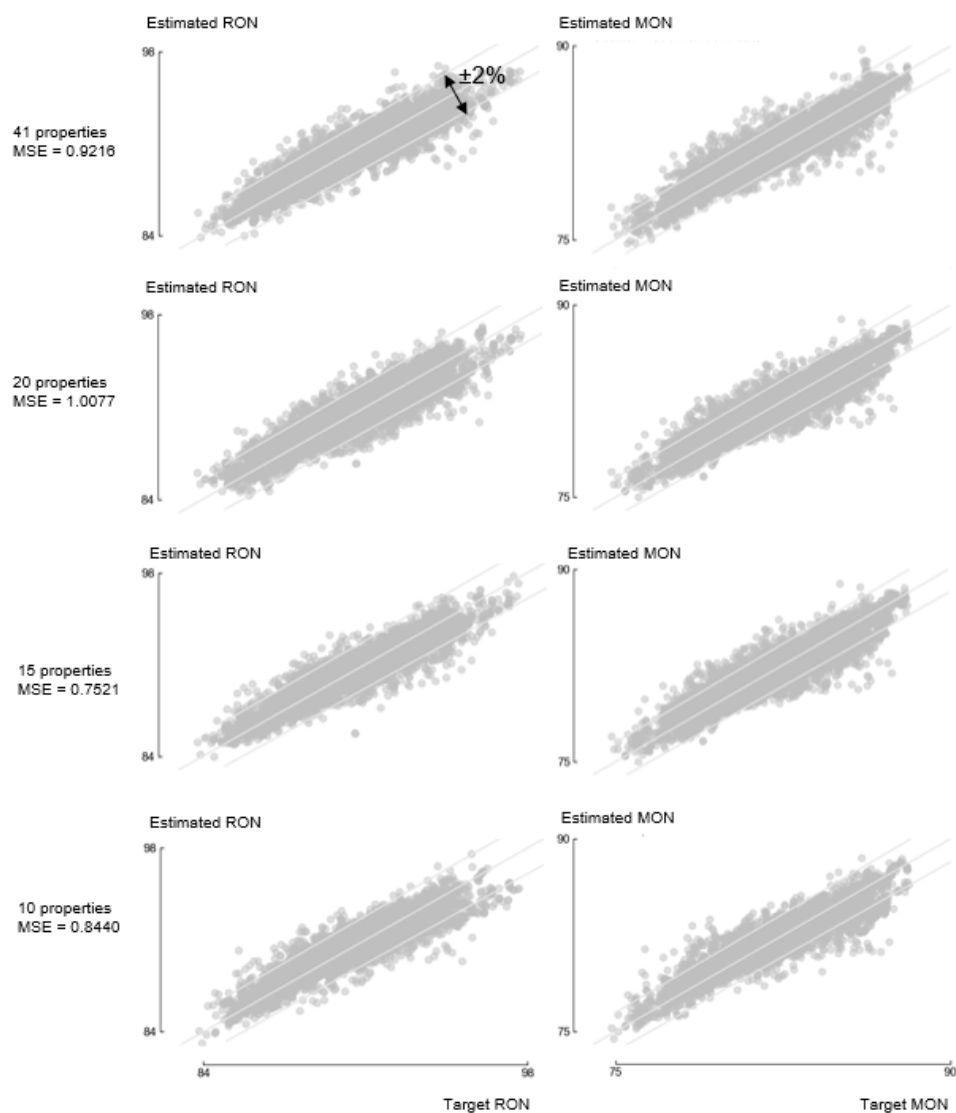 Estimated RON
Estimated MON
98
90
±2%
41 properties
MSE = 0.9216
84
75
Estimated RON
Estimated MON
98
90
20 properties
MSE = 1.0077
84
75
Estimated RON
Estimated MON
98
90
15 properties
MSE = 0.7521
84
75
Estimated RON
Estimated MON
98
90
10 properties
MSE = 0.8440
84
75
84
98
75
90
Target RON
Target MON